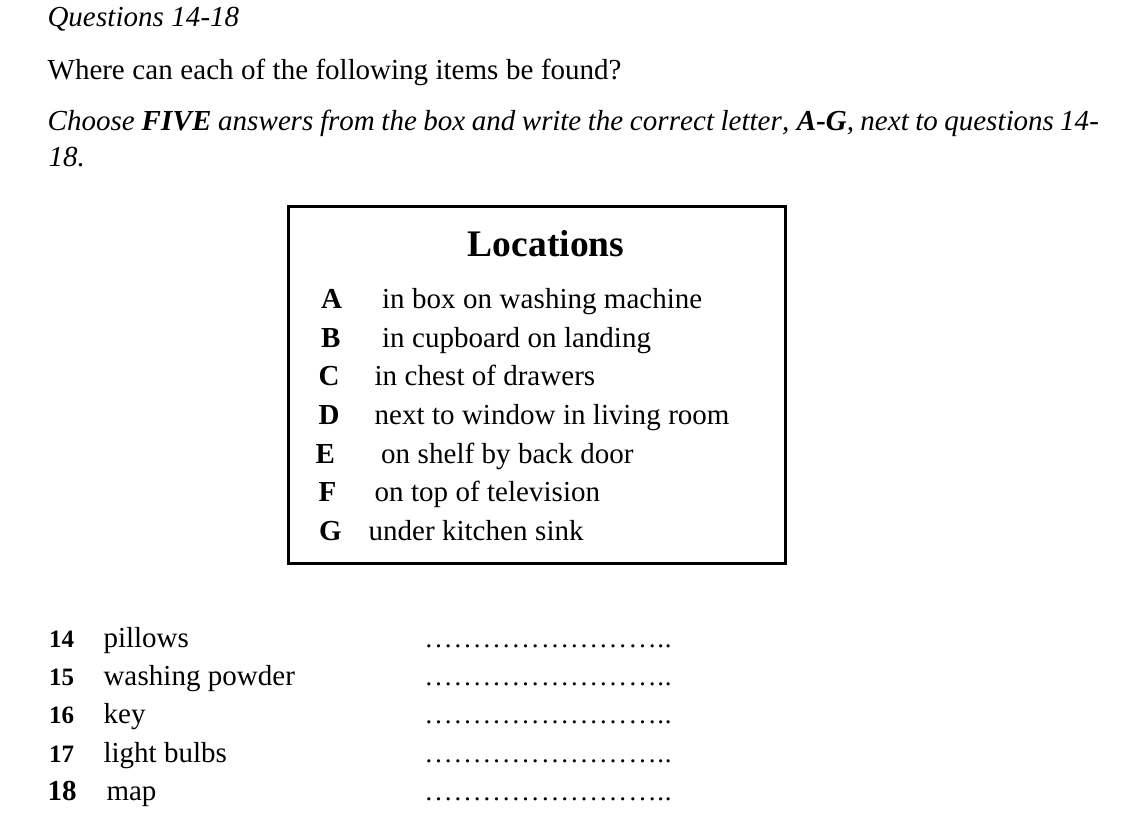 Questions 14-18
Where can each of the following items be found?
Choose FIVE answers from the box and write the correct letter, A-G, next to questions 14-
18.
Locations
A in box on washing machine
B in cupboard on landing
C in chest of drawers
D next to window in living room
E on shelf by back door
F on top of television
G under kitchen sink
14 pillows ……………………..
15 washing powder ……………………..
16 key ……………………..
17 light bulbs ……………………..
18 map ……………………..